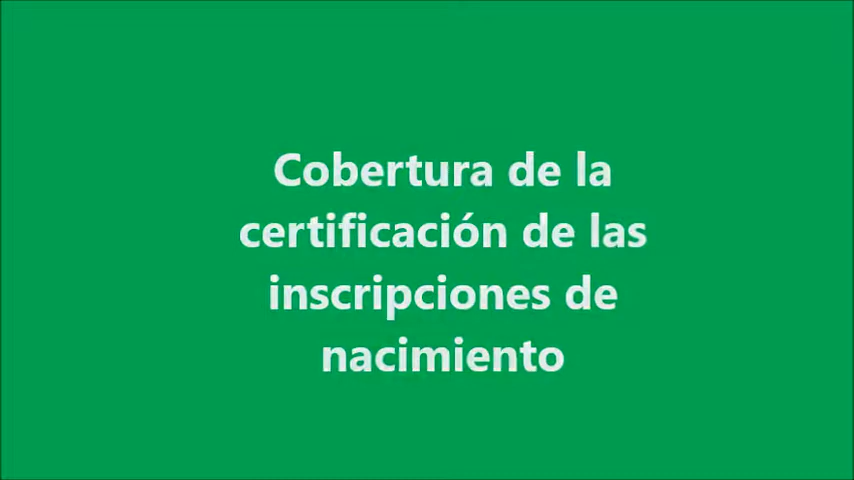 Cobertura de la
certificación de las
inscripciones de
nacimiento